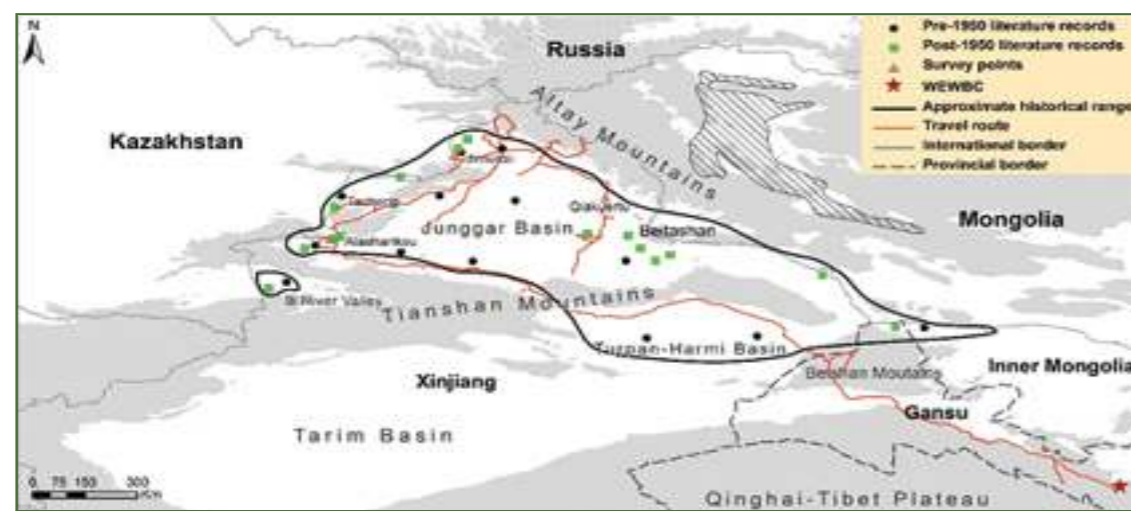 N
Russia
Kazakhstan
Altay Mountains
Mongolia
Pre-1950 literature records
Post-1950 literature records
Survey points
WEWBC
Approximate historical range
Travel route
International border
Provincial border
Qiakuertu
Junggar Basin
Beitashan
Alashankou
Ili River Valley
Tianshan Mountains
Turpan-Harmi Basin
Xinjiang
Beishan Moutains
Inner Mongolia
Gansu
Tarim Basin
0 75 150 300
Km
Qinghai-Tibet Plateau